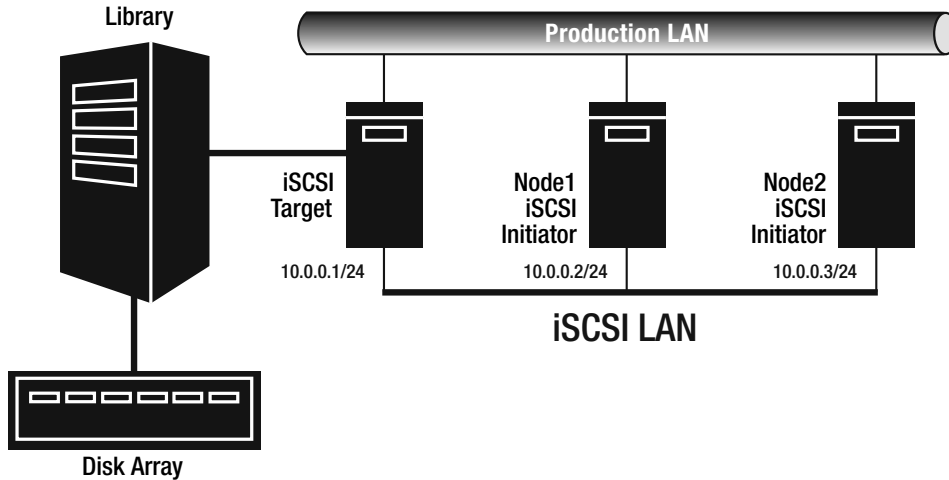 Library
Production LAN
iSCSI
Target
Node1
iSCSI
Initiator
Node2
iSCSI
Initiator
10.0.0.1/24
10.0.0.2/24
10.0.0.3/24
iSCSI LAN
Disk Array